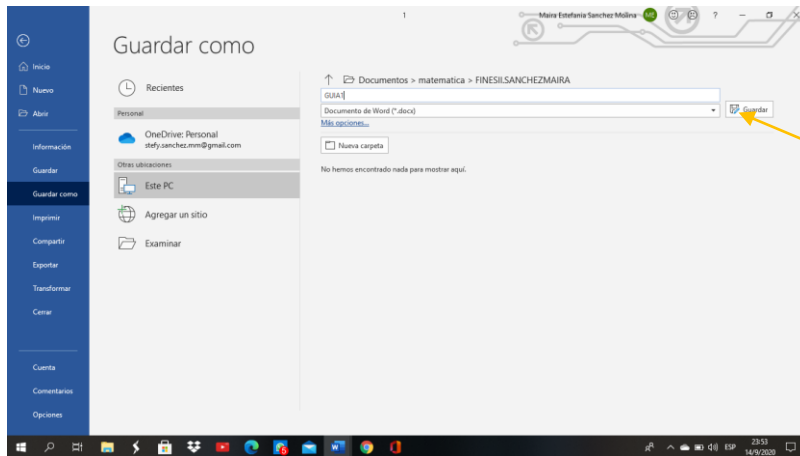 1
Maira Estefania Sanchez Molina
ME
?
Guardar como
Inicio
Nuevo
Abrir
Información
Guardar
Guardar como
Imprimir
Compartir
Exportar
Transformar
Cerrar
Cuenta
Comentarios
Opciones
Recientes
Personal
OneDrive: Personal
stefy.sanchez.mm@gmail.com
Otras ubicaciones
Este PC
Agregar un sitio
Examinar
Documentos > matematica > FINESII.SANCHEZMAIRA
GUIA1
Documento de Word (*.docx)
Guardar
Más opciones...
Nueva carpeta
No hemos encontrado nada para mostrar aquí.
ESP
23:53
14/9/2020